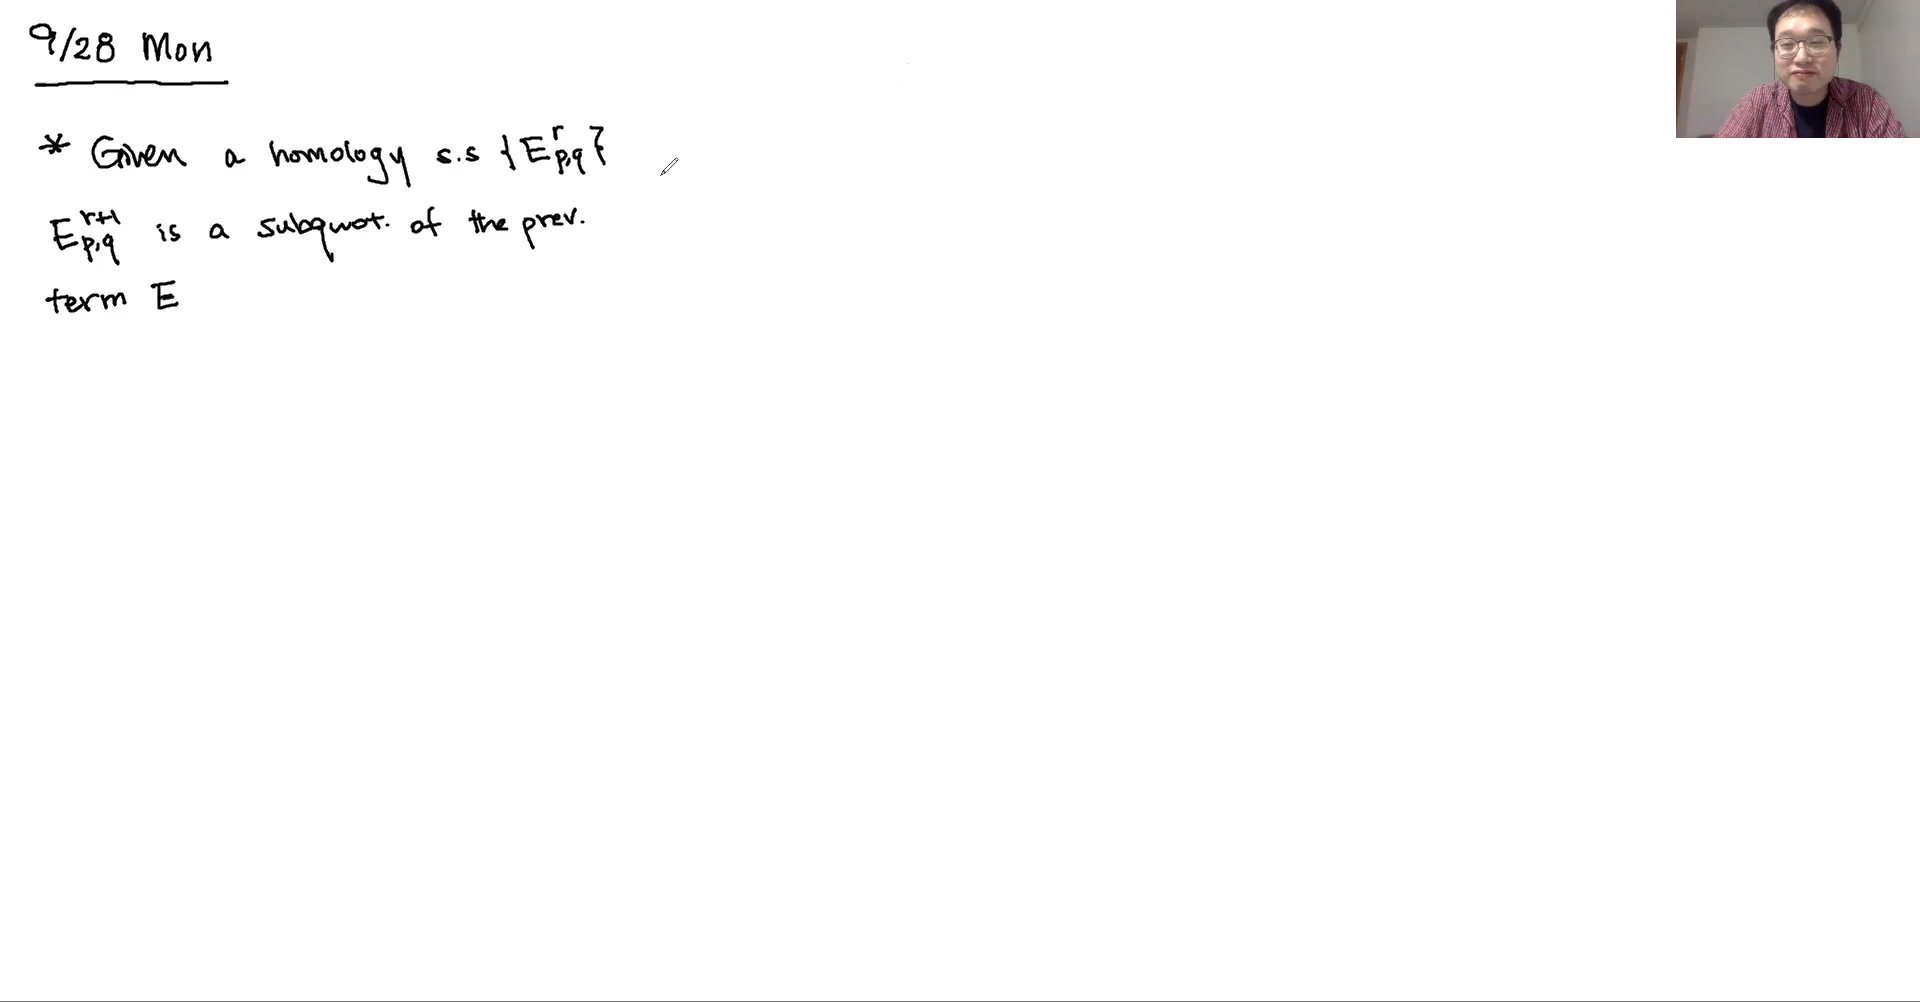 9/28 Mon
* Given a homology s.s {E^r_{p,q}}
E^{r+1}_{p,q} is a subquot. of the prev.
term E